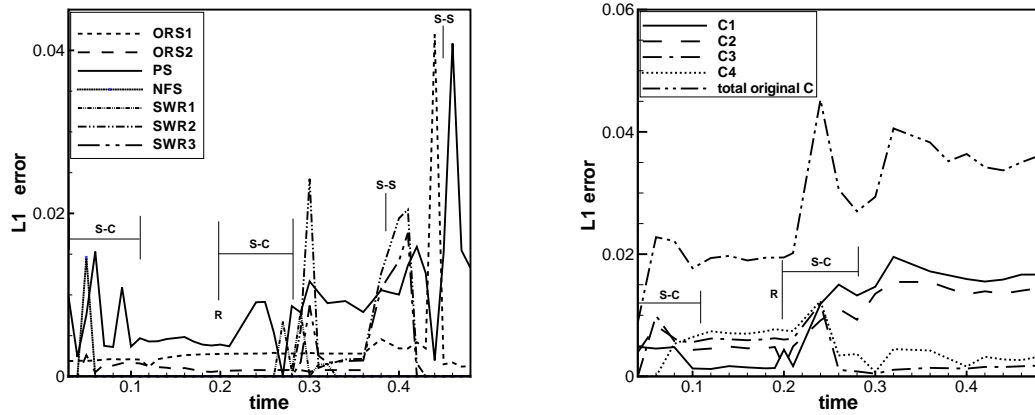 0.04
0.02
0
L1 error
ORS1
ORS2
PS
NFS
SWR1
SWR2
SWR3
S-S
S-S
S-C
S-C
R
0.1
0.2
0.3
0.4
time
0.06
0.04
0.02
0.00
L1 error
C1
C2
C3
C4
total original C
S-C
S-C
R
0.1
0.2
0.3
0.4
time